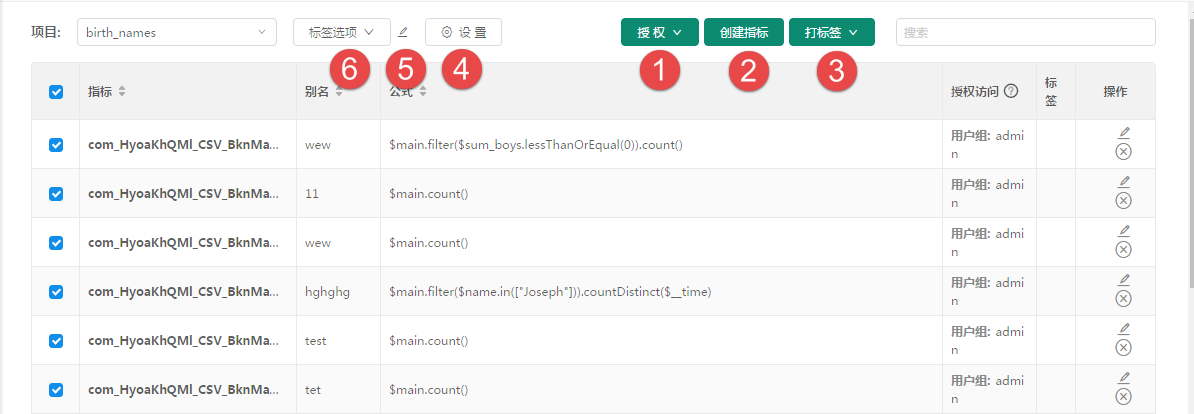 项目: birth_names 标签选项 设 置 授 权 创建指标 打标签 搜索
6 5 4 1 2 3
指标 别名 公式 授权访问 ? 标签 操作
com_HyoaKhQMl_CSV_BknMa... wew $main.filter($sum_boys.lessThanOrEqual(0)).count() 用户组: admin
com_HyoaKhQMl_CSV_BknMa... 11 $main.count() 用户组: admin
com_HyoaKhQMl_CSV_BknMa... wew $main.count() 用户组: admin
com_HyoaKhQMl_CSV_BknMa... hghghg $main.filter($name.in(["Joseph"])).countDistinct($__time) 用户组: admin
com_HyoaKhQMl_CSV_BknMa... test $main.count() 用户组: admin
com_HyoaKhQMl_CSV_BknMa... tet $main.count() 用户组: admin